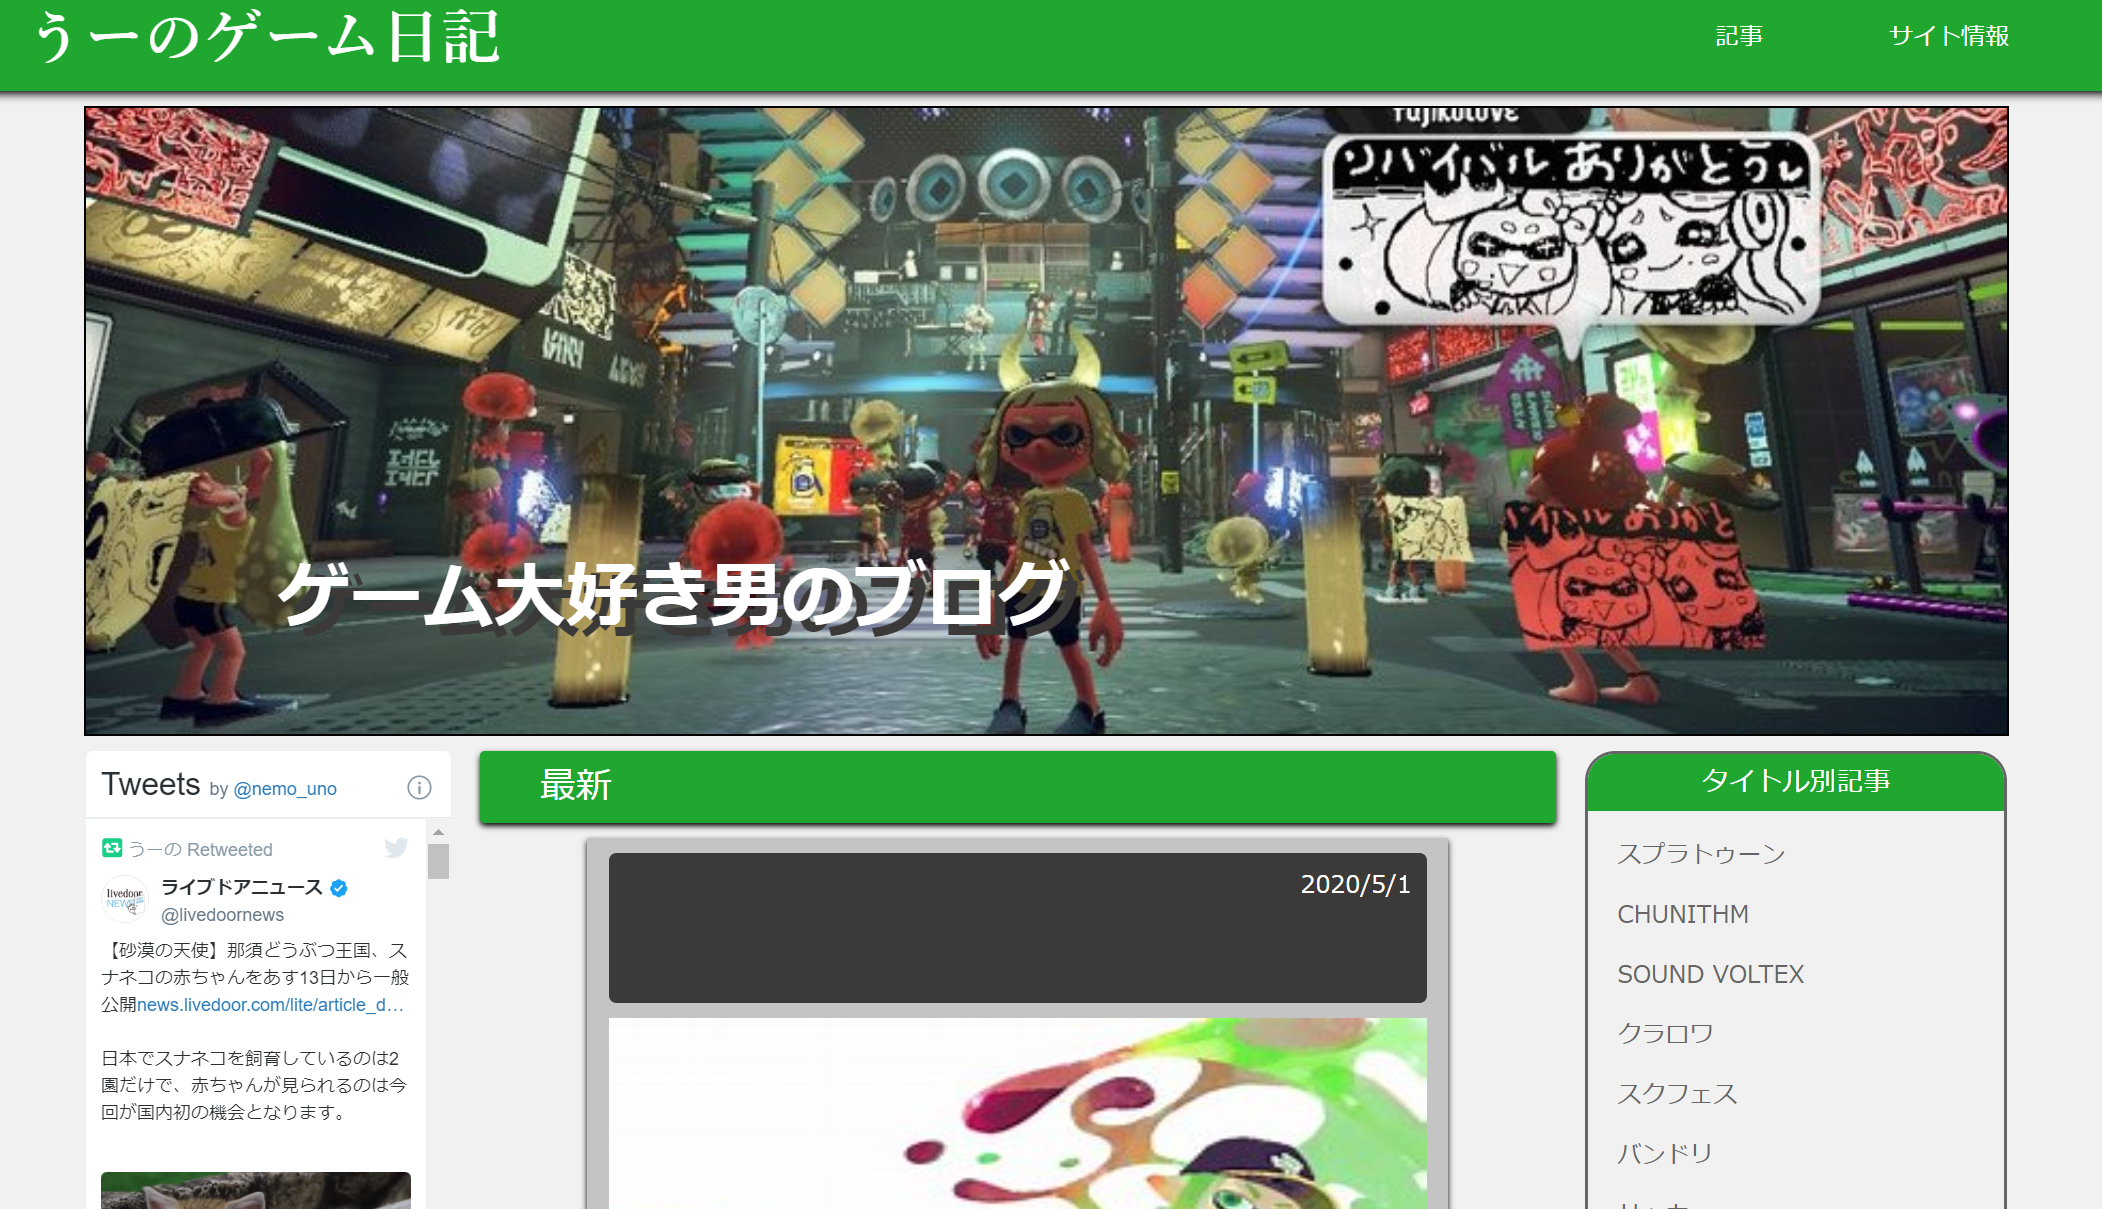 うーのゲーム日記
記事
サイト情報
fujikolove
リバイバル ありがとう
ゲーム大好き男のブログ
Tweets by @nemo_uno
うーの Retweeted
livedoor
NEWS
ライブドアニュース
@livedoornews
【砂漠の天使】那須どうぶつ王国、ス
ナネコの赤ちゃんをあす13日から一般
公開news.livedoor.com/lite/article_d…
日本でスナネコを飼育しているのは2
園だけで、赤ちゃんが見られるのは今
回が国内初の機会となります。
最新
2020/5/1
タイトル別記事
スプラトゥーン
CHUNITHM
SOUND VOLTEX
クラロワ
スクフェス
バンドリ